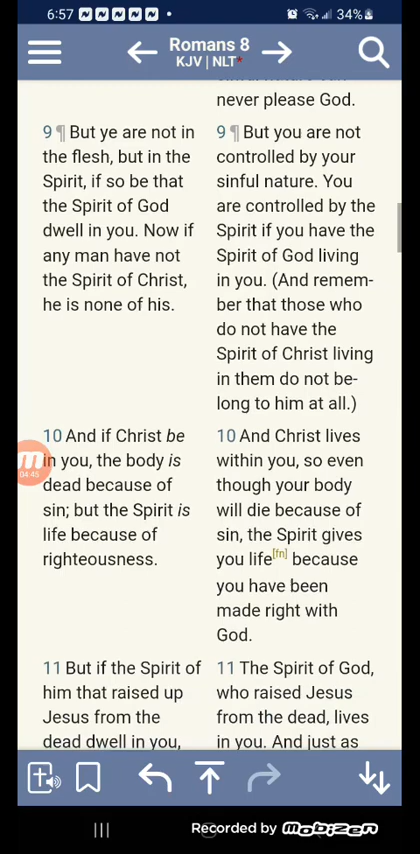 6:57
34%
Romans 8
KJV | NLT*
never please God.
9 ¶ But ye are not in
the flesh, but in the
Spirit, if so be that
the Spirit of God
dwell in you. Now if
any man have not
the Spirit of Christ,
he is none of his.
9 ¶ But you are not
controlled by your
sinful nature. You
are controlled by the
Spirit if you have the
Spirit of God living
in you. (And remem-
ber that those who
do not have the
Spirit of Christ living
in them do not be-
long to him at all.)
10 And if Christ be
in you, the body is
dead because of
sin; but the Spirit is
life because of
righteousness.
10 And Christ lives
within you, so even
though your body
will die because of
sin, the Spirit gives
you life[fn] because
you have been
made right with
God.
11 But if the Spirit of
him that raised up
Jesus from the
dead dwell in you,
11 The Spirit of God,
who raised Jesus
from the dead, lives
in you. And just as
m
04:45
Recorded by mobizen